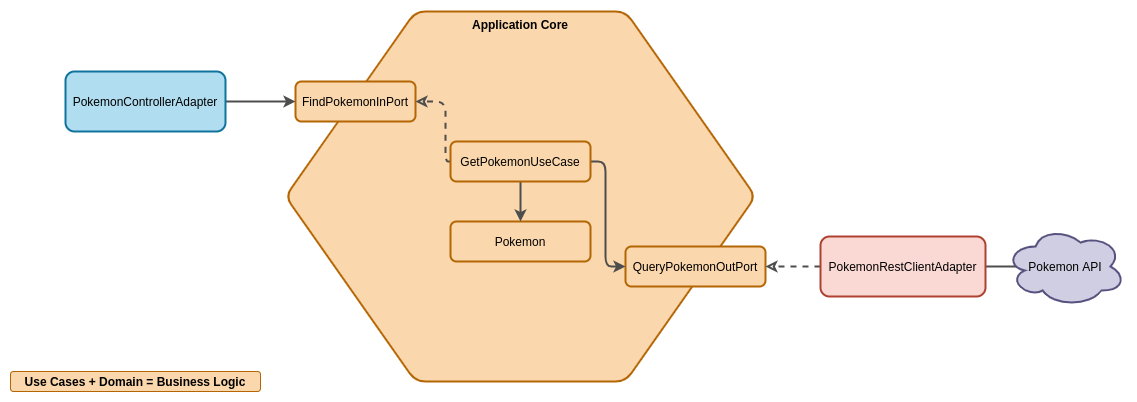 Application Core
PokemonControllerAdapter
FindPokemonInPort
GetPokemonUseCase
Pokemon
QueryPokemonOutPort
PokemonRestClientAdapter
Pokemon API
Use Cases + Domain = Business Logic